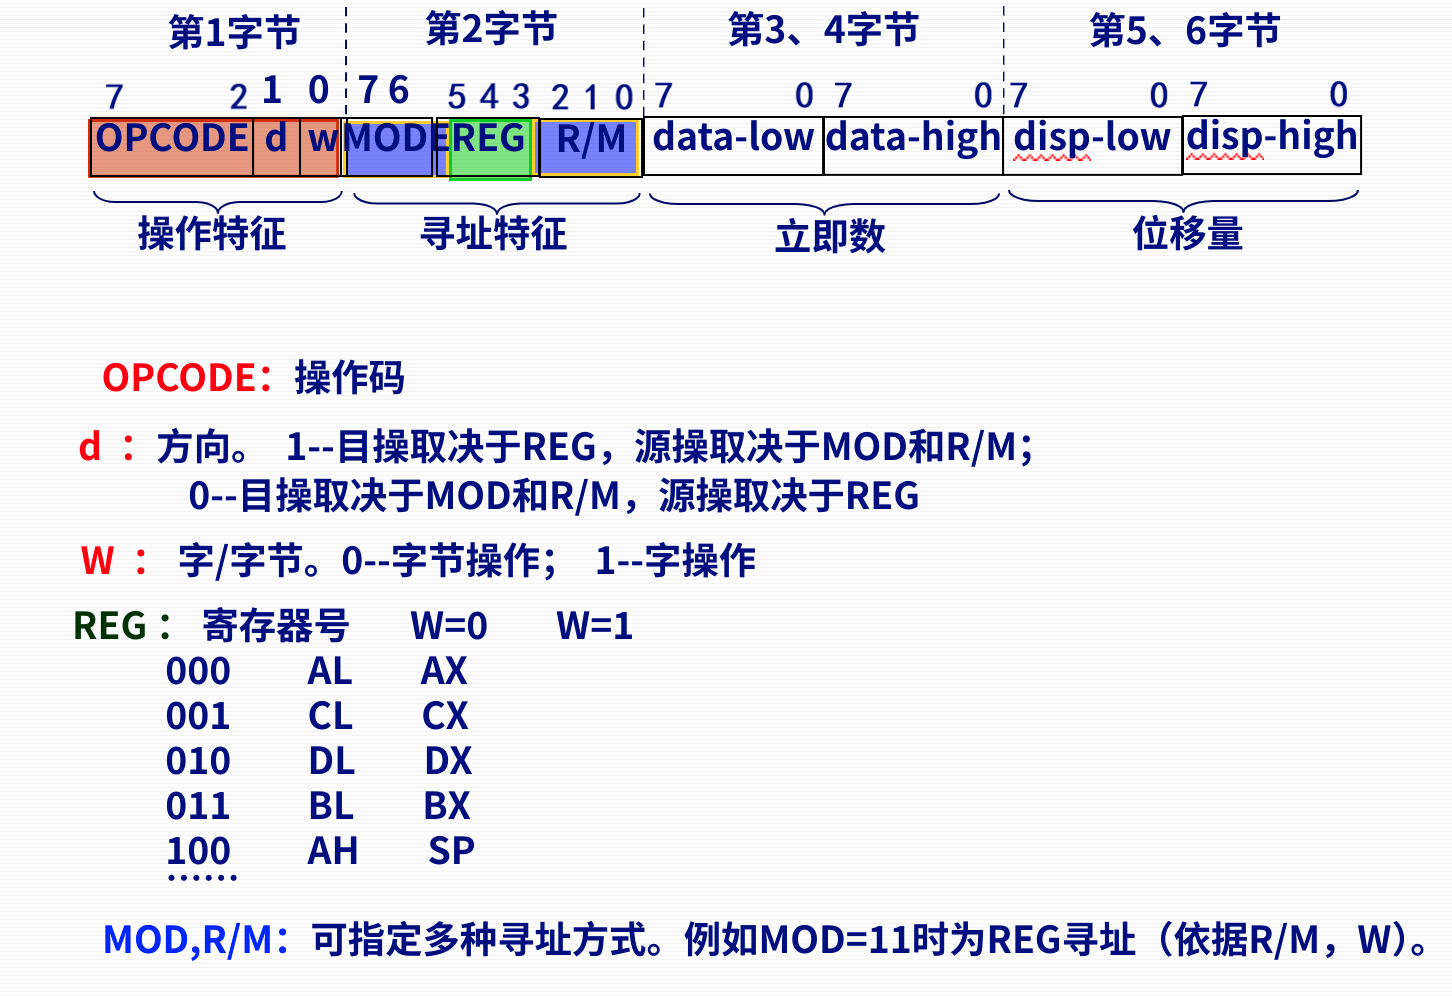 第1字节 第2字节 第3、4字节 第5、6字节
7 2 1 0 7 6 5 4 3 2 1 0 7 0 7 0 7 0 7 0
OPCODE d w MODE REG R/M data-low data-high disp-low disp-high
操作特征 寻址特征 立即数 位移量
OPCODE：操作码
d ：方向。 1--目操取决于REG，源操取决于MOD和R/M；
0--目操取决于MOD和R/M，源操取决于REG
W ： 字/字节。0--字节操作； 1--字操作
REG ： 寄存器号 W=0 W=1
000 AL AX
001 CL CX
010 DL DX
011 BL BX
100 AH SP
……
MOD,R/M：可指定多种寻址方式。例如MOD=11时为REG寻址（依据R/M，W）。